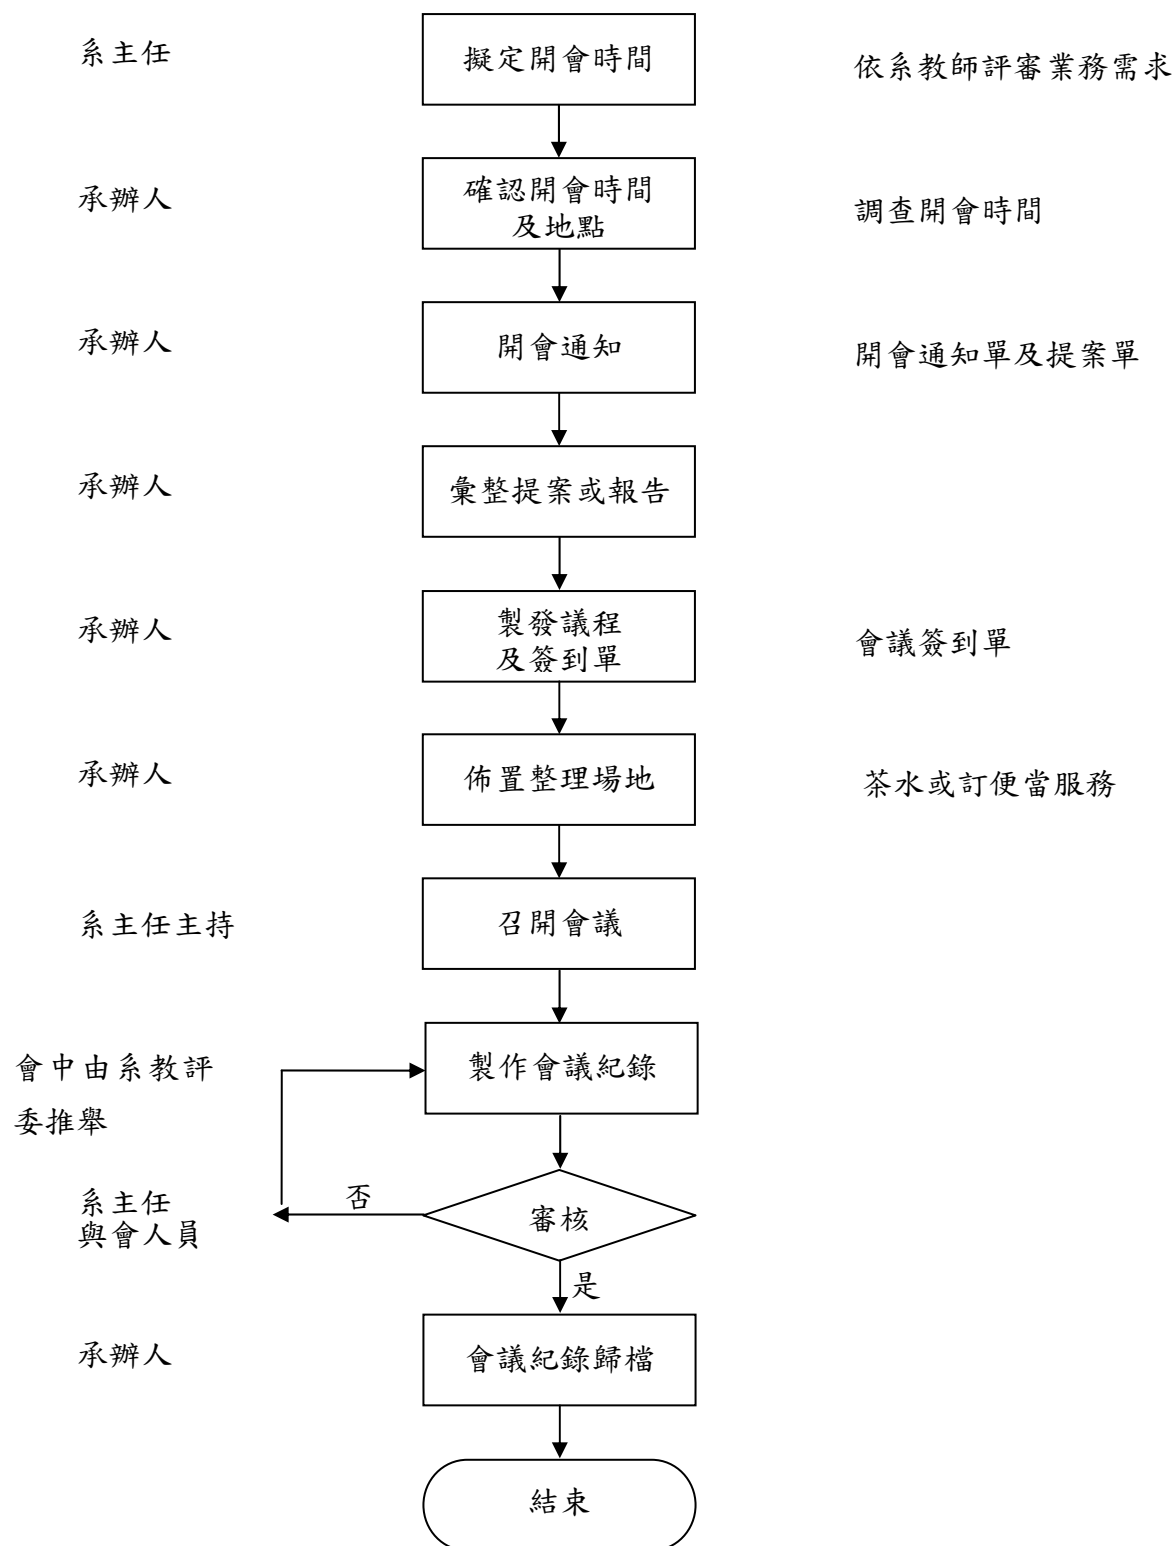 系主任
擬定開會時間
依系教師評審業務需求
承辦人
確認開會時間
及地點
調查開會時間
承辦人
開會通知
開會通知單及提案單
承辦人
彙整提案或報告
承辦人
製發議程
及簽到單
會議簽到單
承辦人
佈置整理場地
茶水或訂便當服務
系主任主持
召開會議
會中由系教評
委推舉
製作會議紀錄
系主任
與會人員
否
審核
是
承辦人
會議紀錄歸檔
結束